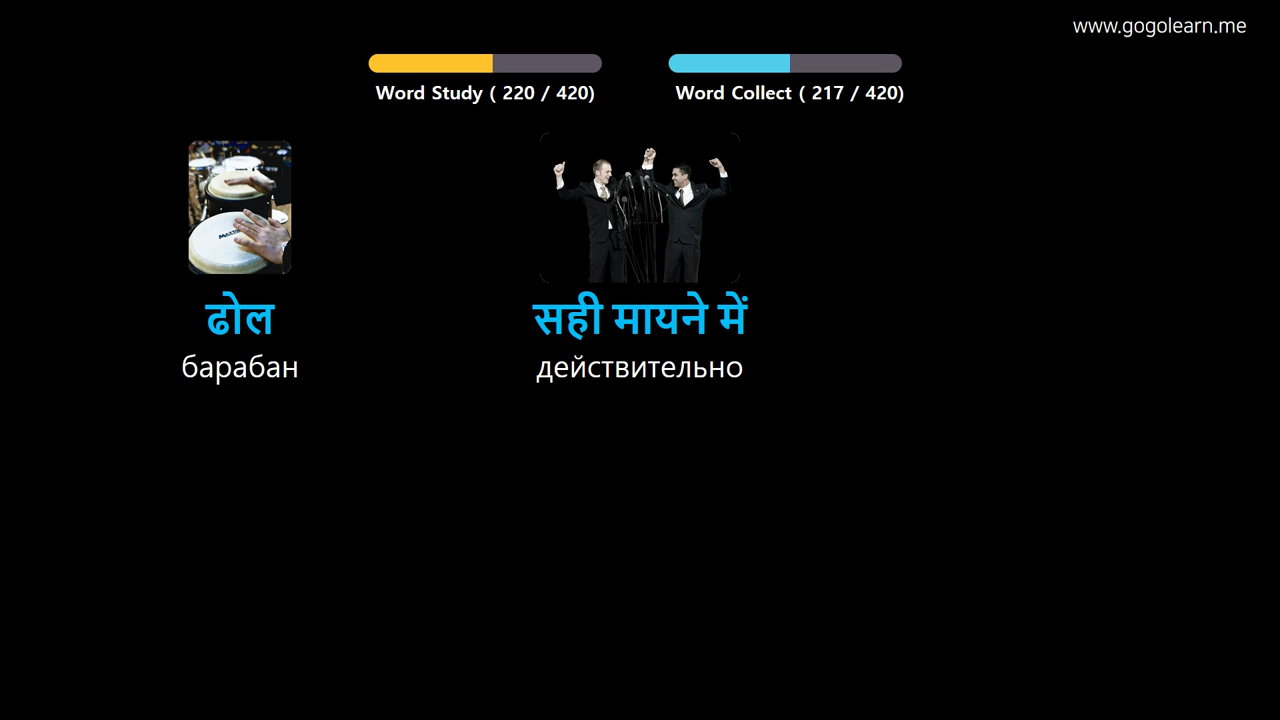 www.gogolearn.me
Word Study ( 220 / 420)
Word Collect ( 217 / 420)
ढोल
барабан
सही मायने में
действительно